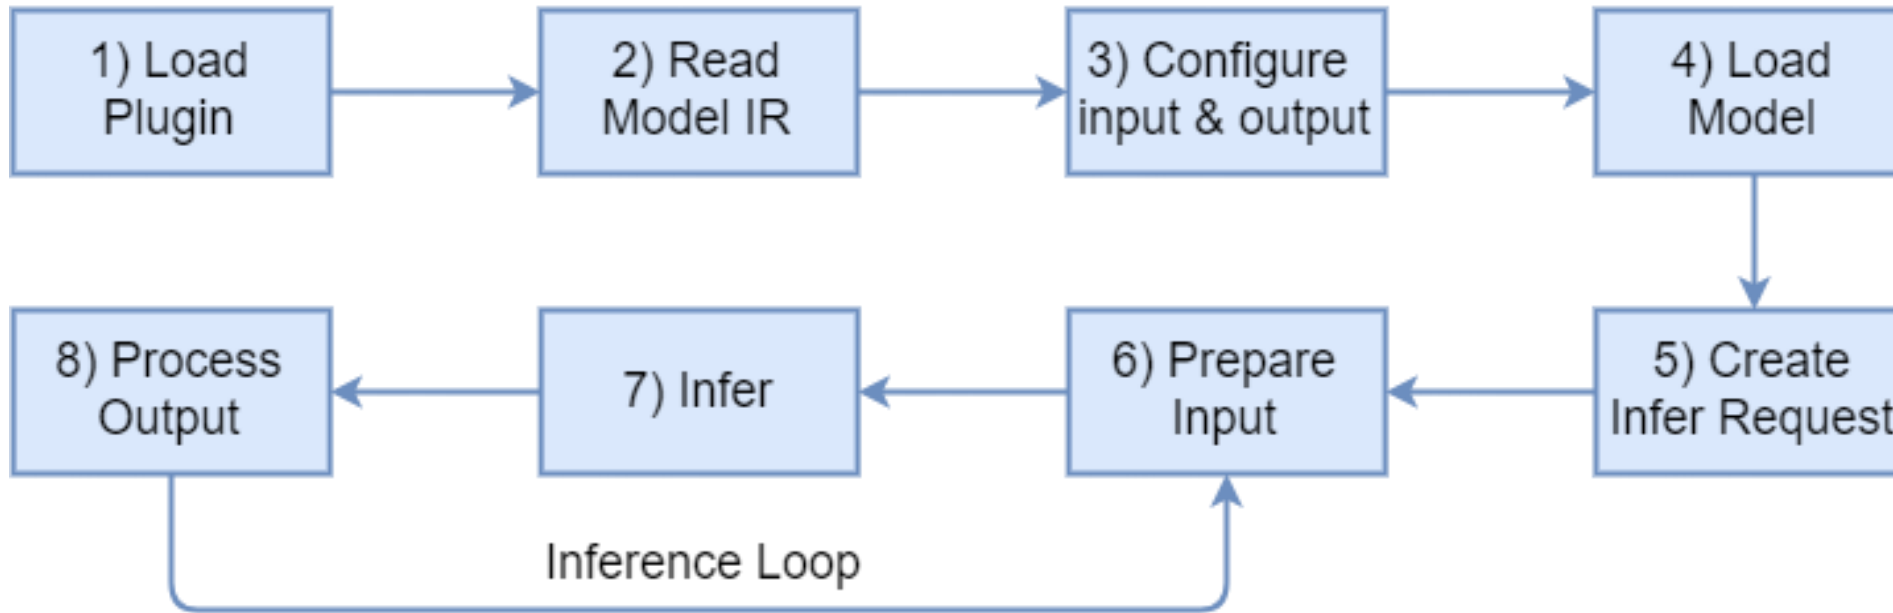 1) Load
Plugin
2) Read
Model IR
3) Configure
input & output
4) Load
Model
5) Create
Infer Request
6) Prepare
Input
7) Infer
8) Process
Output
Inference Loop